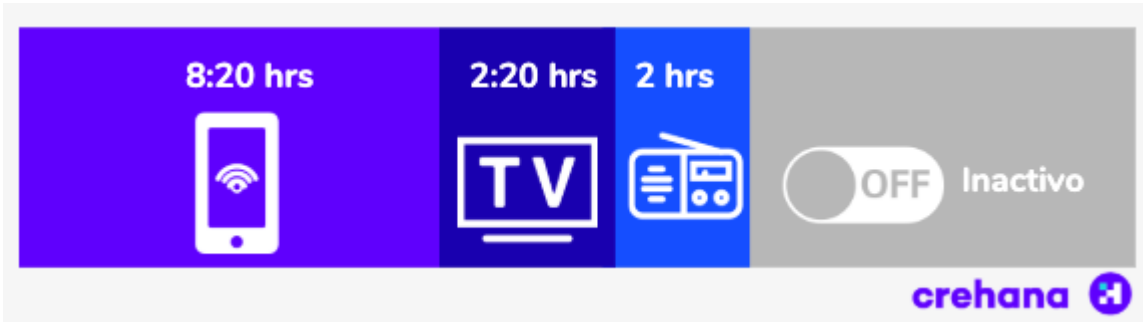 8:20 hrs
2:20 hrs
2 hrs
TV
OFF
Inactivo
crehana